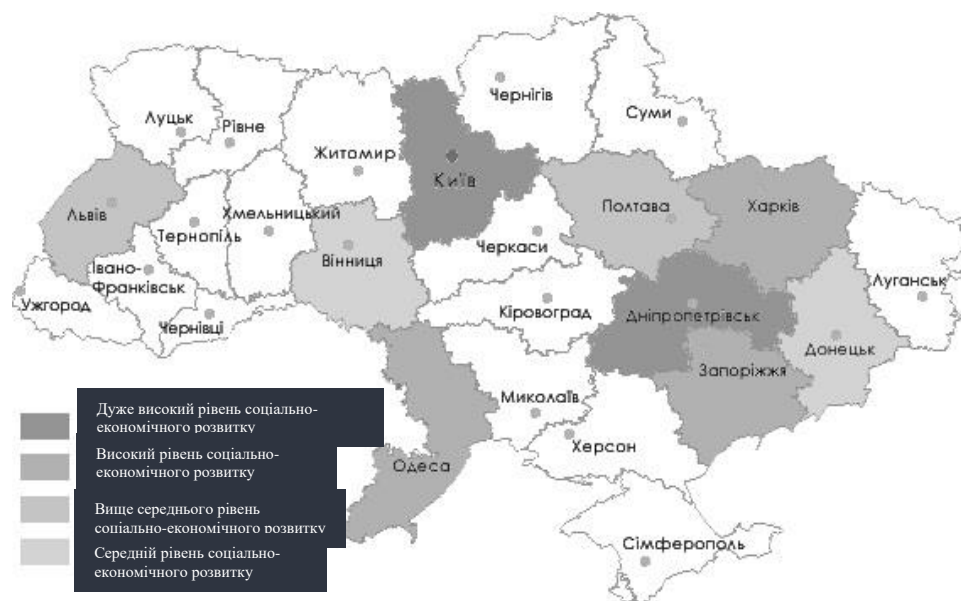 Чернігів
Суми
Луцьк
Рівне
Житомир
Київ
Львів
Хмельницький
Тернопіль
Полтава
Харків
Черкаси
Вінниця
Івано-
Франківськ
Луганськ
Ужгород
Чернівці
Кіровоград
Дніпропетрівськ
Донецьк
Запоріжжя
Миколаїв
Херсон
Одеса
Сімферополь
Дуже високий рівень соціально-
економічного розвитку
Високий рівень соціально-
економічного розвитку
Вище середнього рівень
соціально-економічного розвитку
Середній рівень соціально-
економічного розвитку